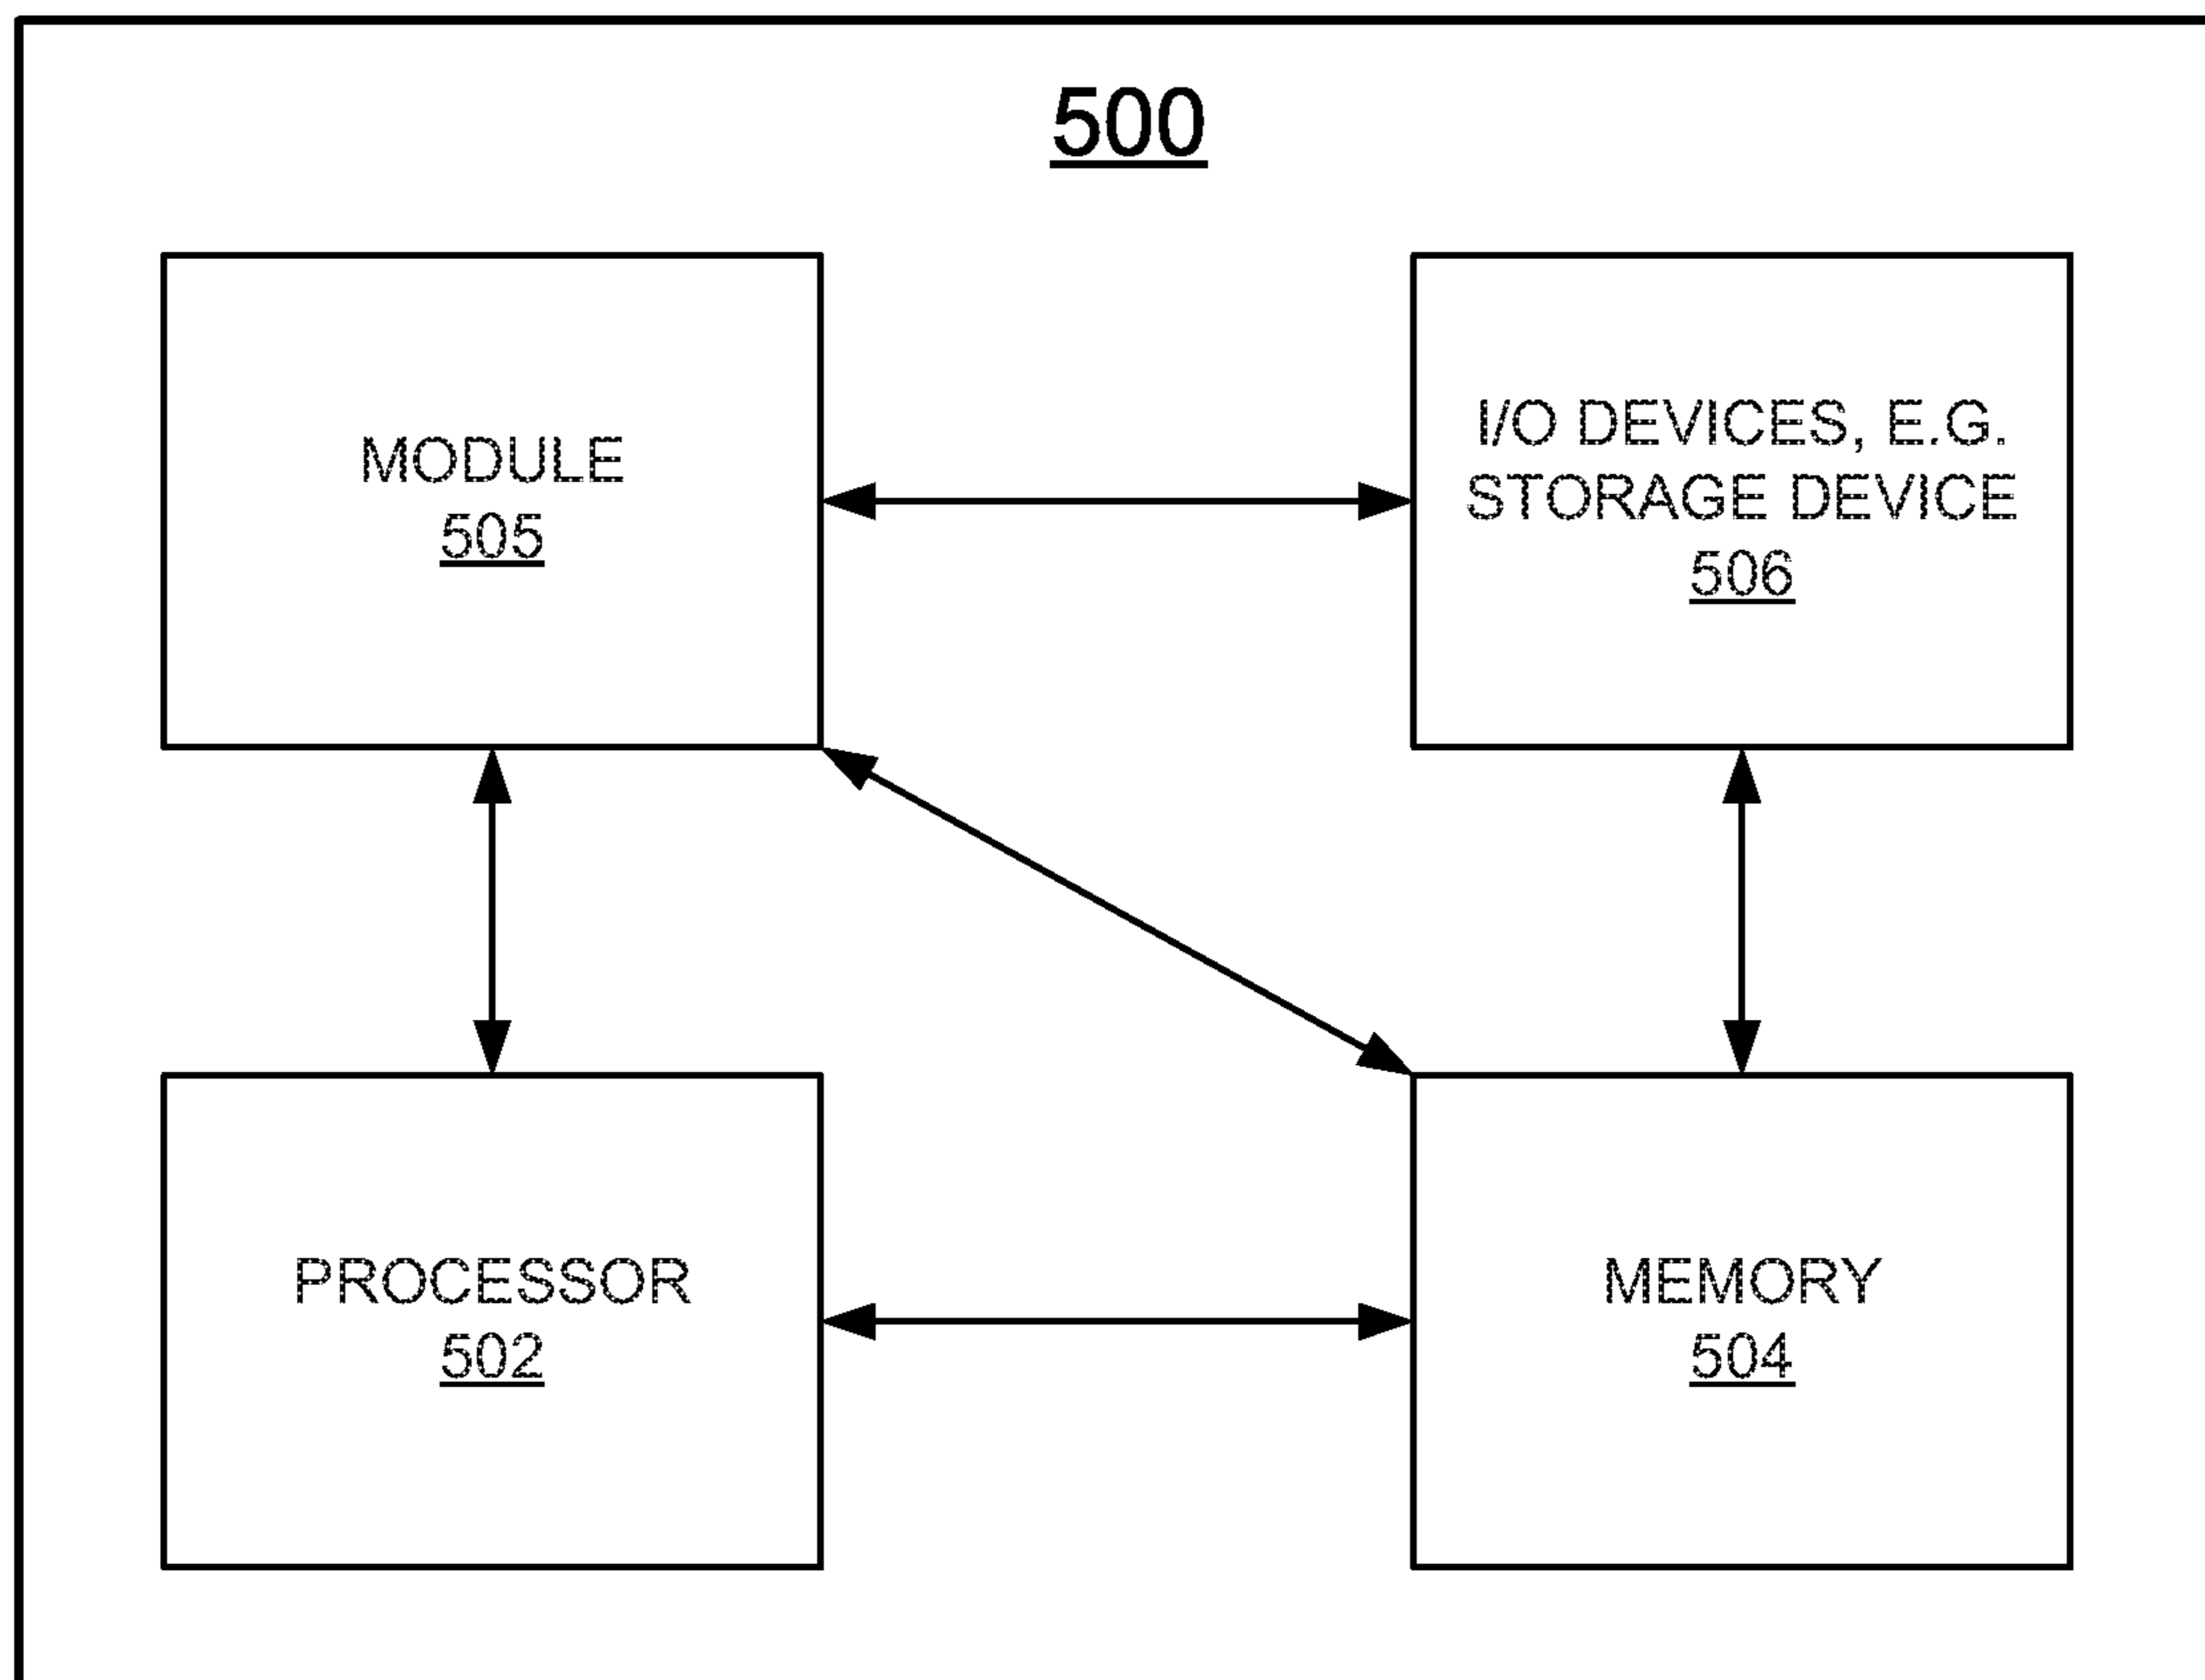 500
MODULE
505
I/O DEVICES, E.G.
STORAGE DEVICE
506
PROCESSOR
502
MEMORY
504